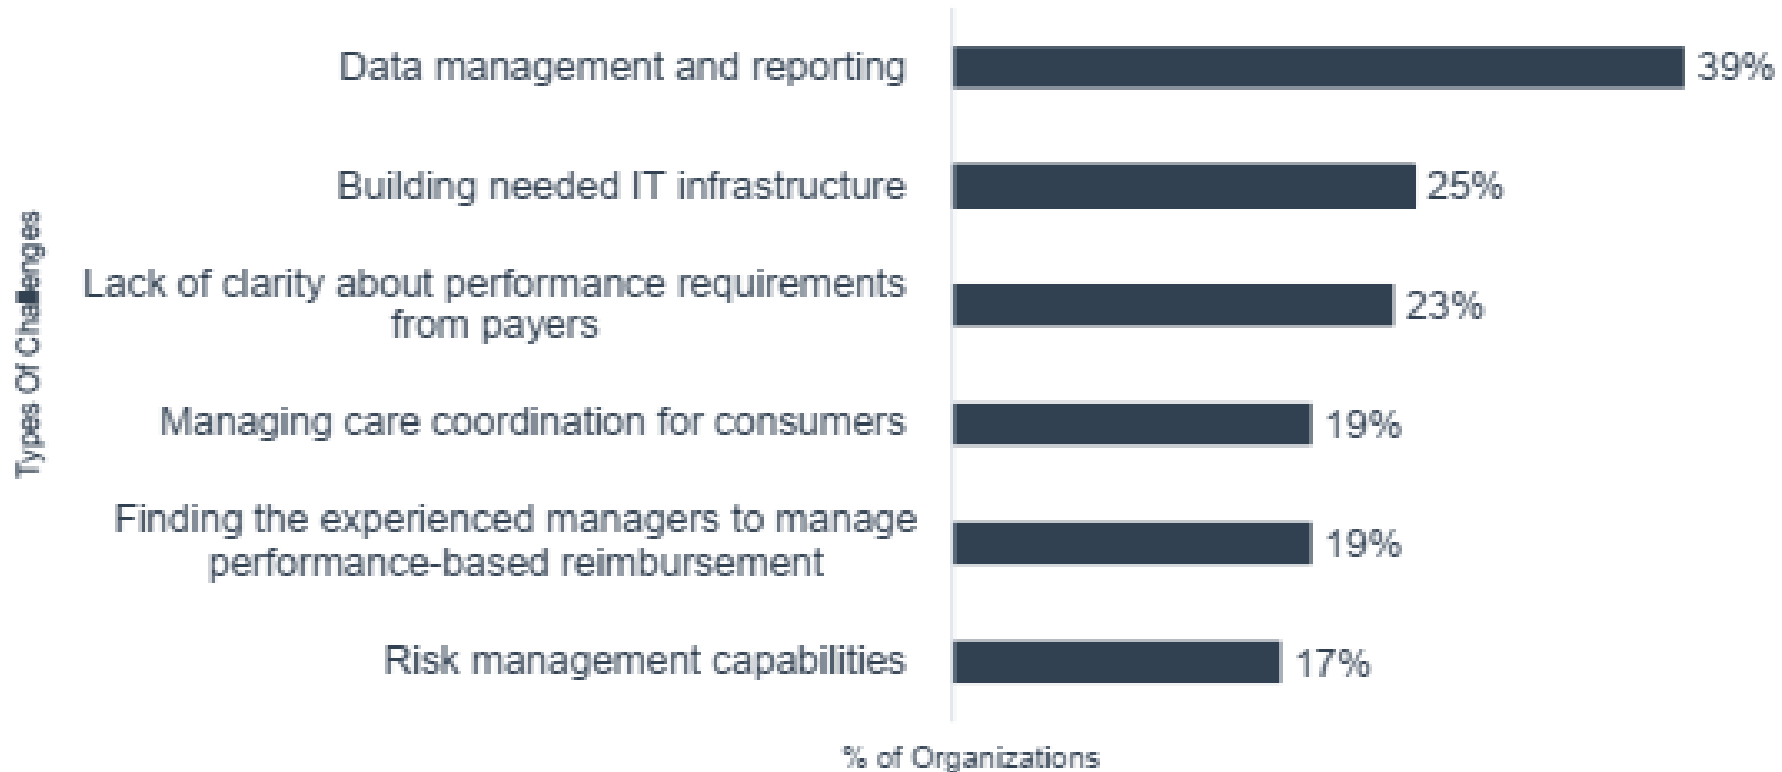 Data management and reporting
39%
Building needed IT infrastructure
25%
Lack of clarity about performance requirements
from payers
23%
Managing care coordination for consumers
19%
Finding the experienced managers to manage
performance-based reimbursement
19%
Risk management capabilities
17%
Types Of Challenges
% of Organizations